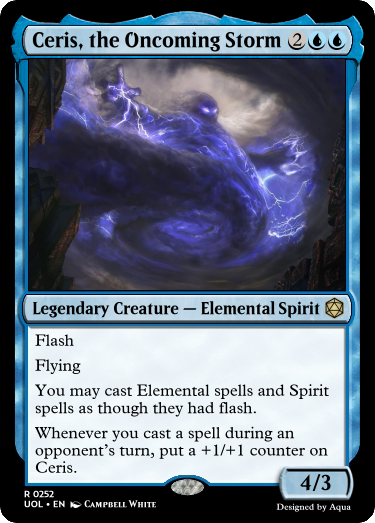 Ceris, the Oncoming Storm 2
Legendary Creature — Elemental Spirit
Flash
Flying
You may cast Elemental spells and Spirit
spells as though they had flash.
Whenever you cast a spell during an
opponent's turn, put a +1/+1 counter on
Ceris.
4/3
R 0252
UOL • EN Campbell White
Designed by Aqua